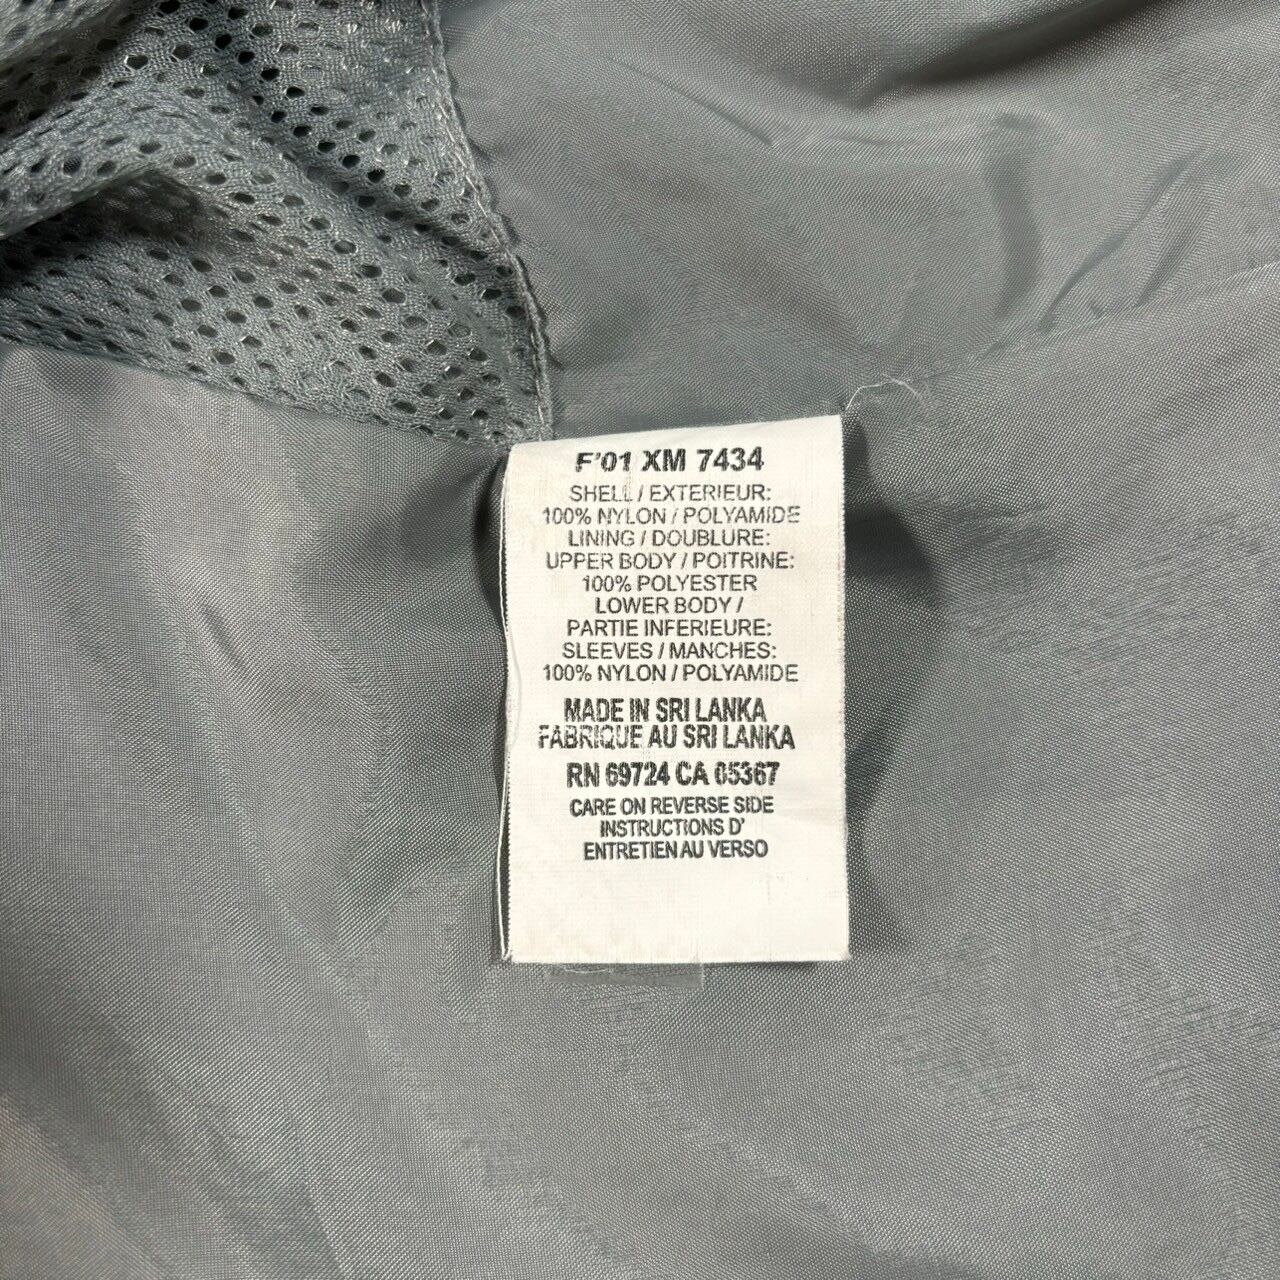 F'01 XM 7434
SHELL / EXTERIEUR:
100% NYLON / POLYAMIDE
LINING / DOUBLURE:
UPPER BODY / POITRINE:
100% POLYESTER
LOWER BODY /
PARTIE INFERIEURE:
SLEEVES / MANCHES:
100% NYLON / POLYAMIDE
MADE IN SRI LANKA
FABRIQUE AU SRI LANKA
RN 69724 CA 05367
CARE ON REVERSE SIDE
INSTRUCTIONS D'
ENTRETIEN AU VERSO